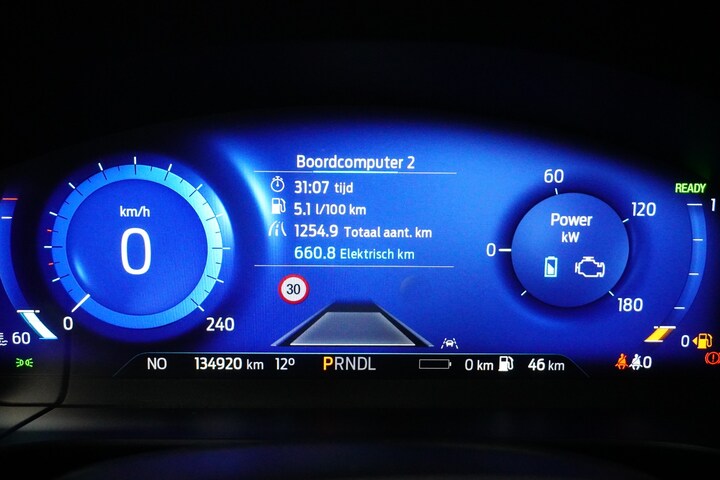 Boordcomputer 2
31:07 tijd
5.1 l/100 km
1254.9 Totaal aant. km
660.8 Elektrisch km
km/h
0
0
240
30
60
Power
kW
0
60
120
180
READY
1
0
NO 134920 km 12° PRNDL 0 km 46 km
0